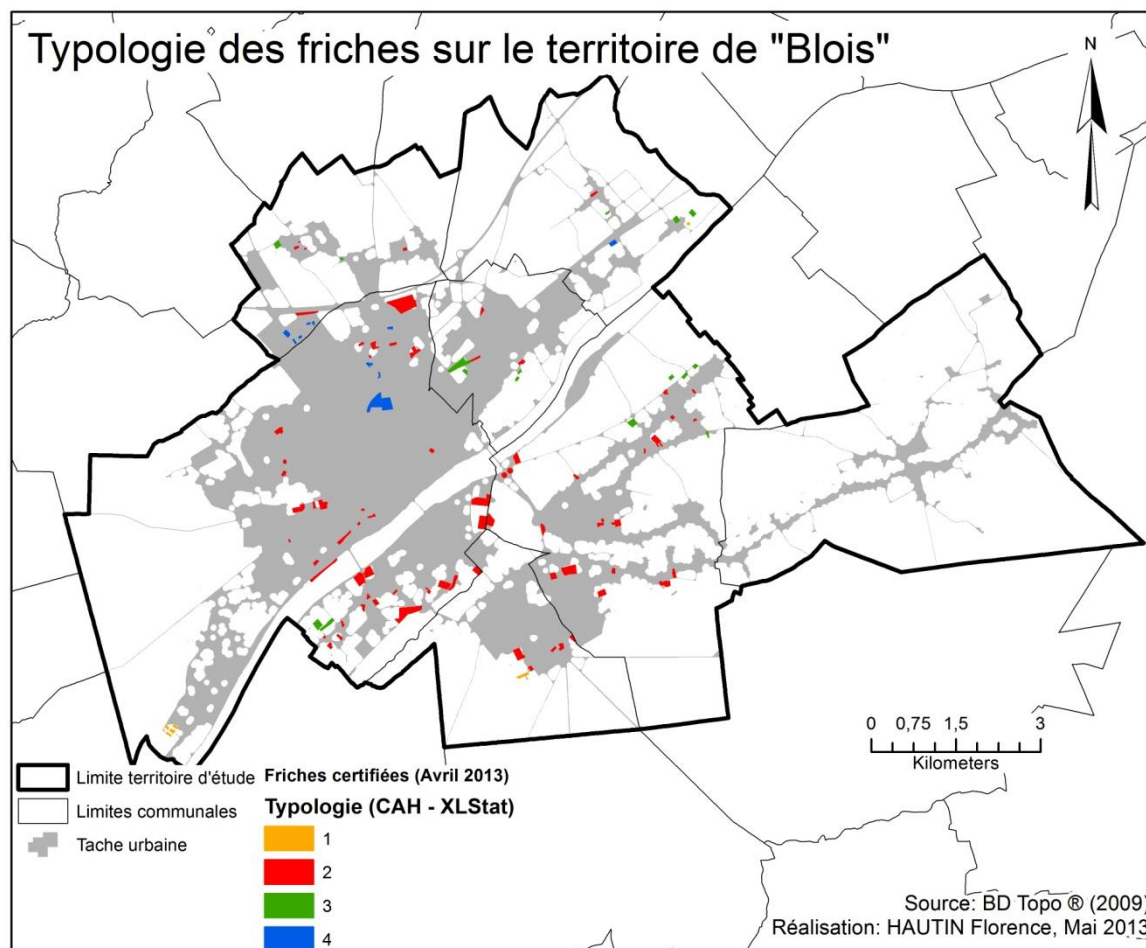 Typologie des friches sur le territoire de "Blois"
N
0 0,75 1,5 3
Kilometers
Limite territoire d'étude
Limites communales
Tache urbaine
Friches certifiées (Avril 2013)
Typologie (CAH - XLStat)
1
2
3
4
Source: BD Topo ® (2009)
Réalisation: HAUTIN Florence, Mai 2013